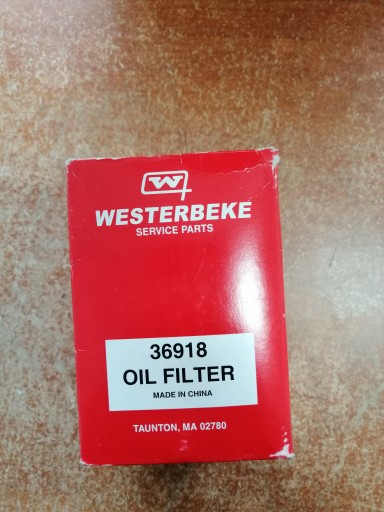 W
WESTERBEKE
SERVICE PARTS
36918
OIL FILTER
MADE IN CHINA
TAUNTON, MA 02780